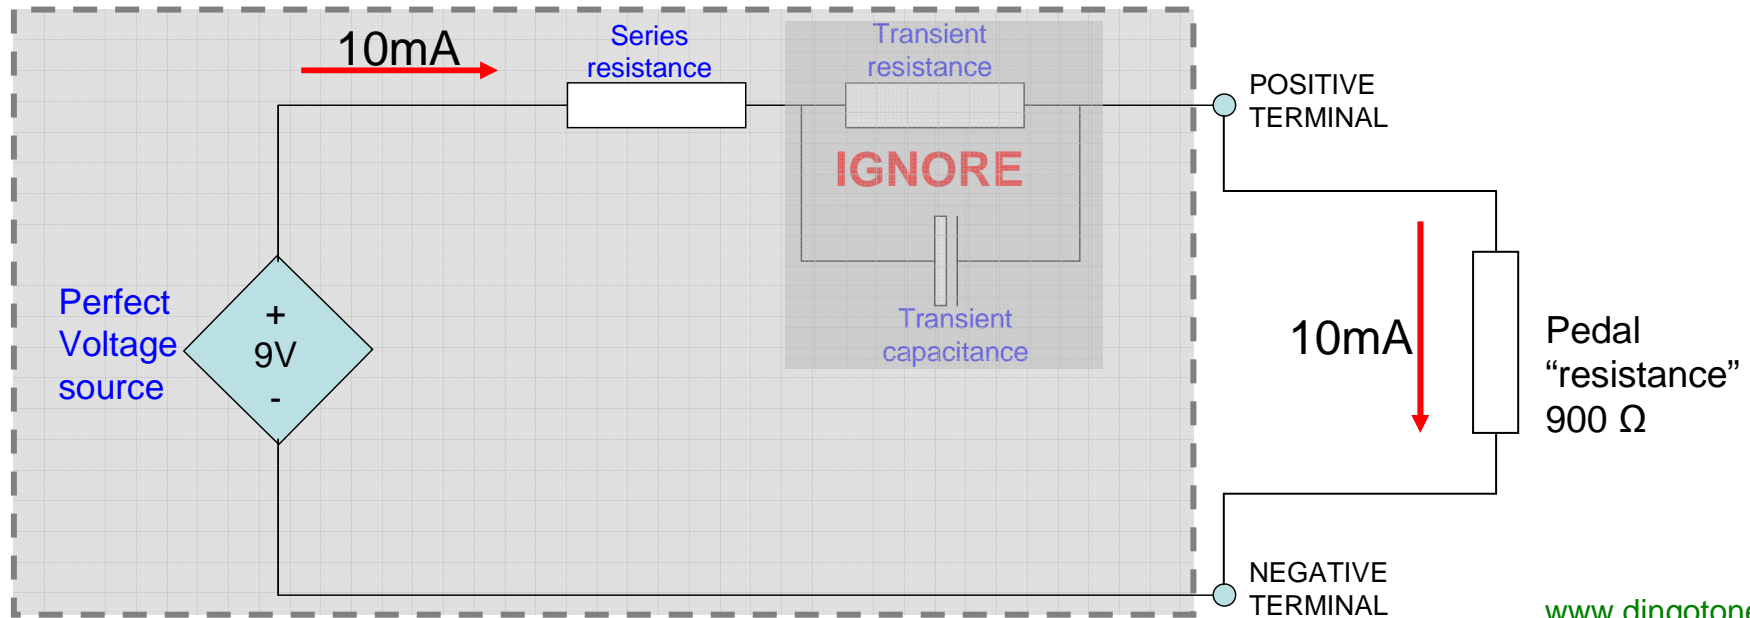 10mA
Series
resistance
Transient
resistance
IGNORE
Transient
capacitance
POSITIVE
TERMINAL
Perfect
Voltage
source
+
9V
-
10mA
Pedal
“resistance”
900 Ω
NEGATIVE
TERMINAL